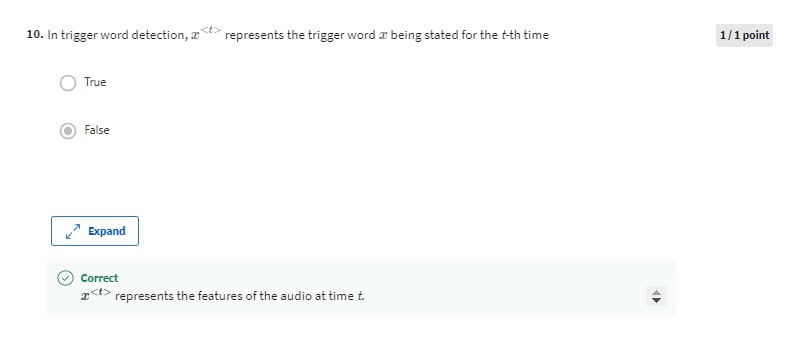 10. In trigger word detection, x<t> represents the trigger word x being stated for the t-th time
1 / 1 point
True
False
Expand
Correct
x<t> represents the features of the audio at time t.